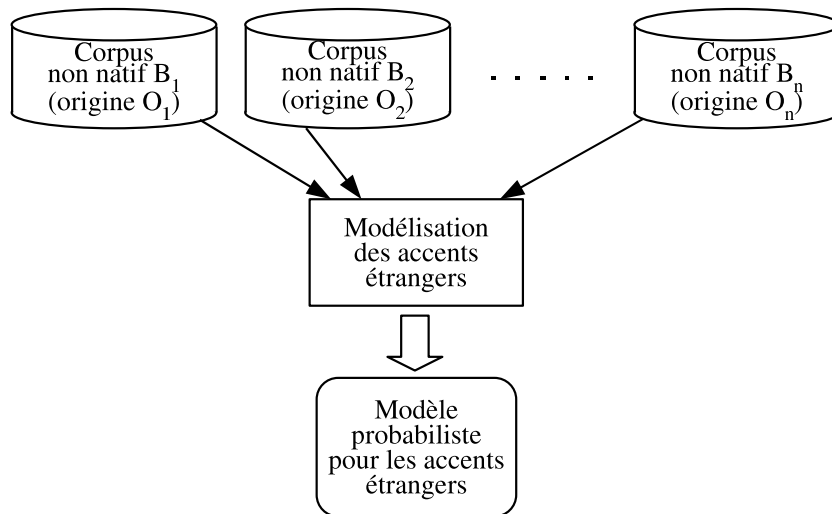 Corpus
non natif B₁
(origine O₁)
Corpus
non natif B₂
(origine O₂)
. . . . . .
Corpus
non natif Bₙ
(origine Oₙ)
Modélisation
des accents
étrangers
Modèle
probabiliste
pour les accents
étrangers